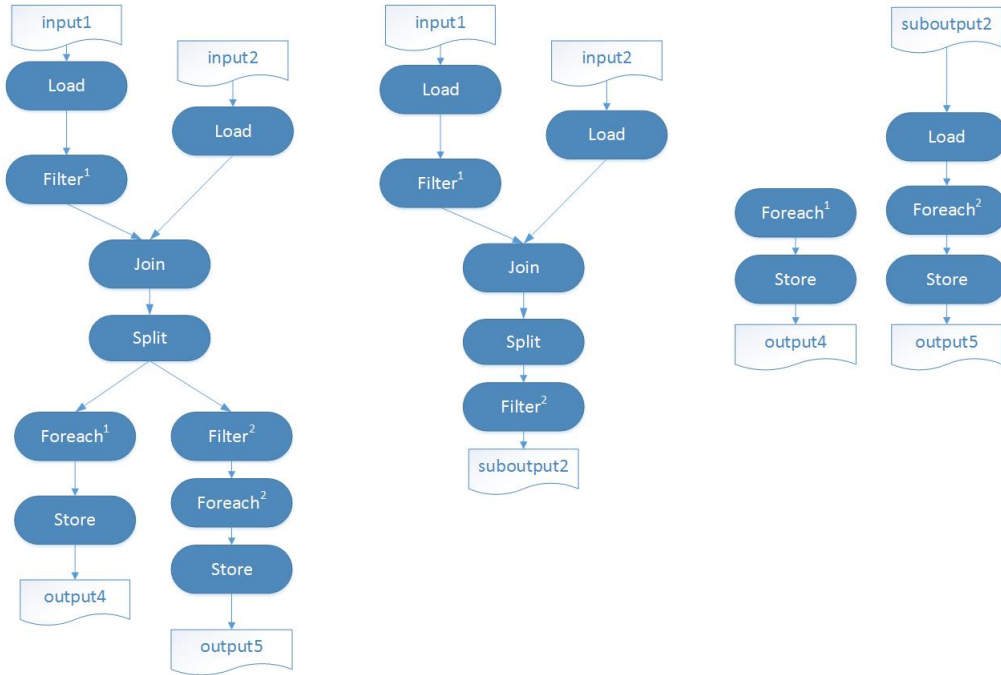 input1
input2
Load
Load
Filter1
Join
Split
Foreach1
Filter2
Foreach2
Store
Store
output4
output5
input1
input2
Load
Load
Filter1
Join
Split
Filter2
suboutput2
suboutput2
Load
Foreach1
Foreach2
Store
Store
output4
output5